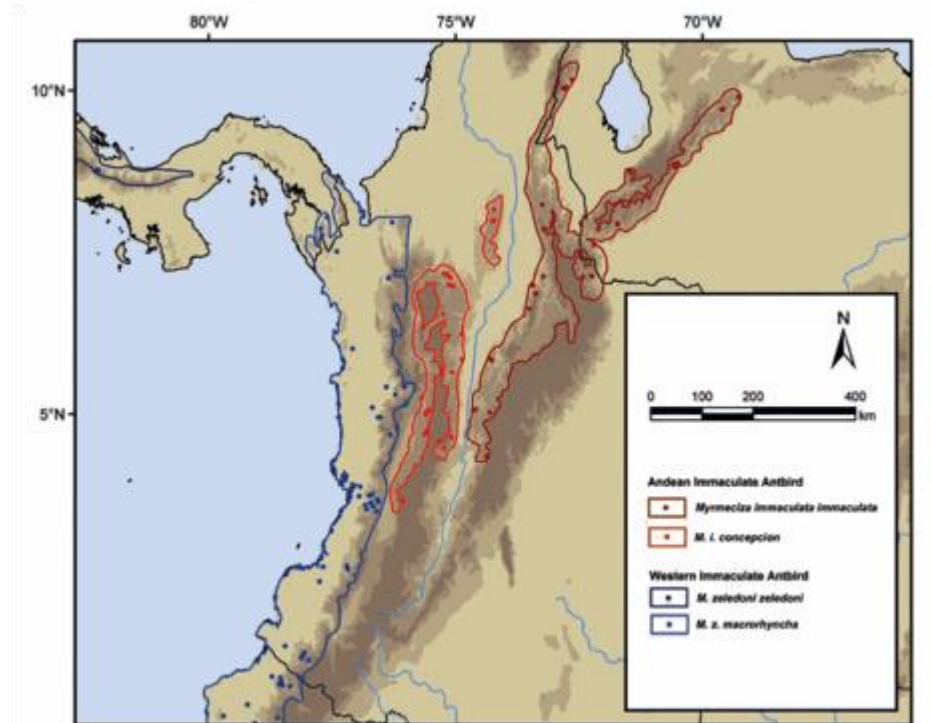 80°W 75°W 70°W
10°N
5°N
N
0 100 200 400
km
Andean Immaculate Antbird
Myrmeciza immaculata immaculata
M. i. concepcion
Western Immaculate Antbird
M. zeledoni zeledoni
M. z. macrorhyncha